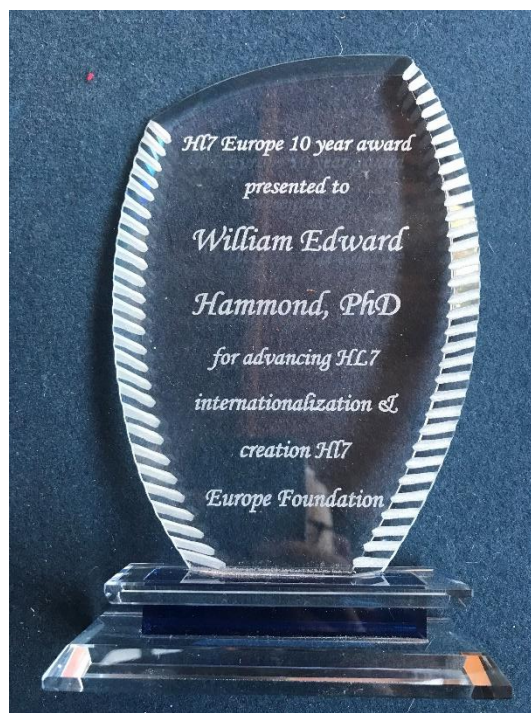 Hl7 Europe 10 year award
presented to
William Edward
Hammond, PhD
for advancing HL7
internationalization &
creation Hl7
Europe Foundation